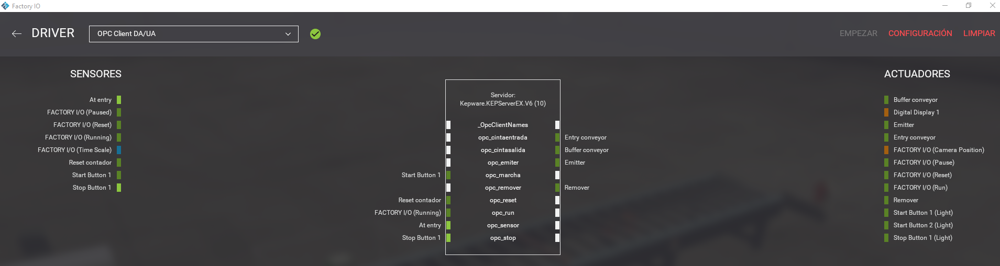 Factory IO
DRIVER
OPC Client DA/UA
EMPEZAR
CONFIGURACIÓN
LIMPIAR
SENSORES
At entry
FACTORY I/O (Paused)
FACTORY I/O (Reset)
FACTORY I/O (Running)
FACTORY I/O (Time Scale)
Reset contador
Start Button 1
Stop Button 1
Servidor:
Kepware.KEPServerEX.V6 (10)
_OpcClientNames
opc_cintaentrada Entry conveyor
opc_cintasalida Buffer conveyor
opc_emiter Emitter
Start Button 1 opc_marcha
opc_remover Remover
Reset contador opc_reset
FACTORY I/O (Running) opc_run
At entry opc_sensor
Stop Button 1 opc_stop
ACTUADORES
Buffer conveyor
Digital Display 1
Emitter
Entry conveyor
FACTORY I/O (Camera Position)
FACTORY I/O (Pause)
FACTORY I/O (Reset)
FACTORY I/O (Run)
Remover
Start Button 1 (Light)
Start Button 2 (Light)
Stop Button 1 (Light)